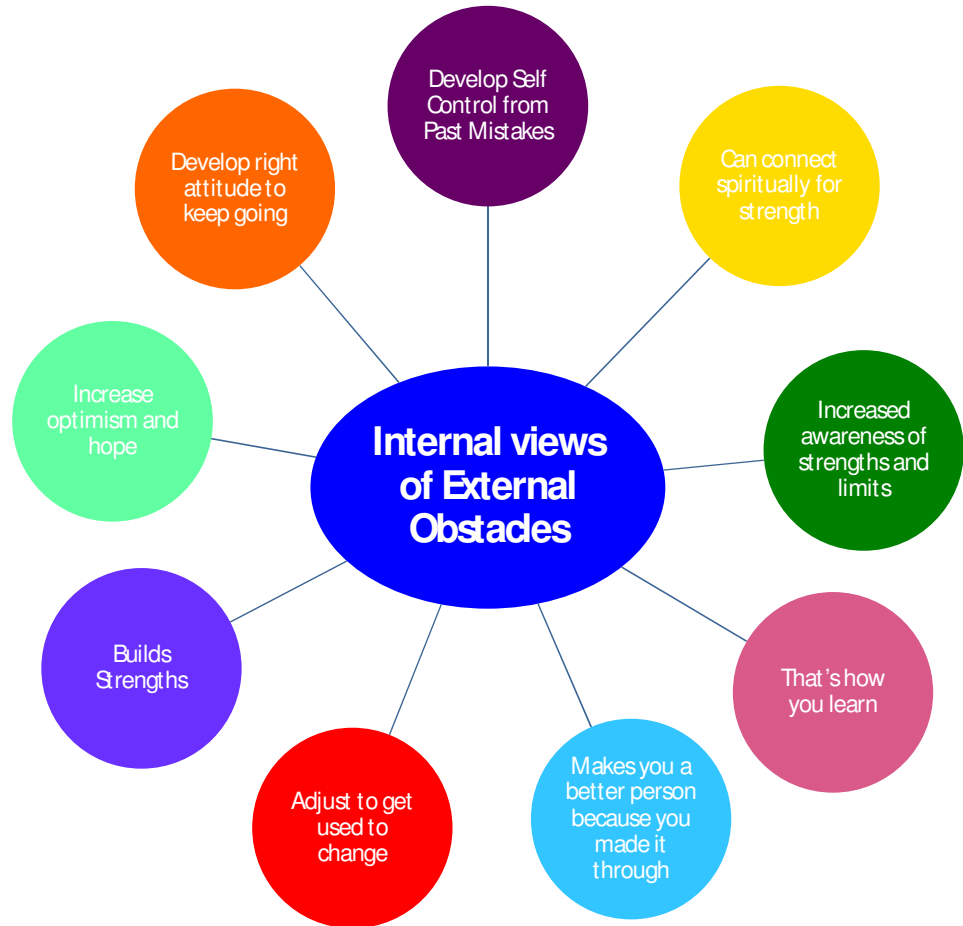 Develop Self
Control from
Past Mistakes
Can connect
spiritually for
strength
Develop right
attitude to
keep going
Increased
awareness of
strengths and
limits
Increase
optimism and
hope
Internal views
of External
Obstacles
That's how
you learn
Builds
Strengths
Makes you a
better person
because you
made it
through
Adjust to get
used to
change